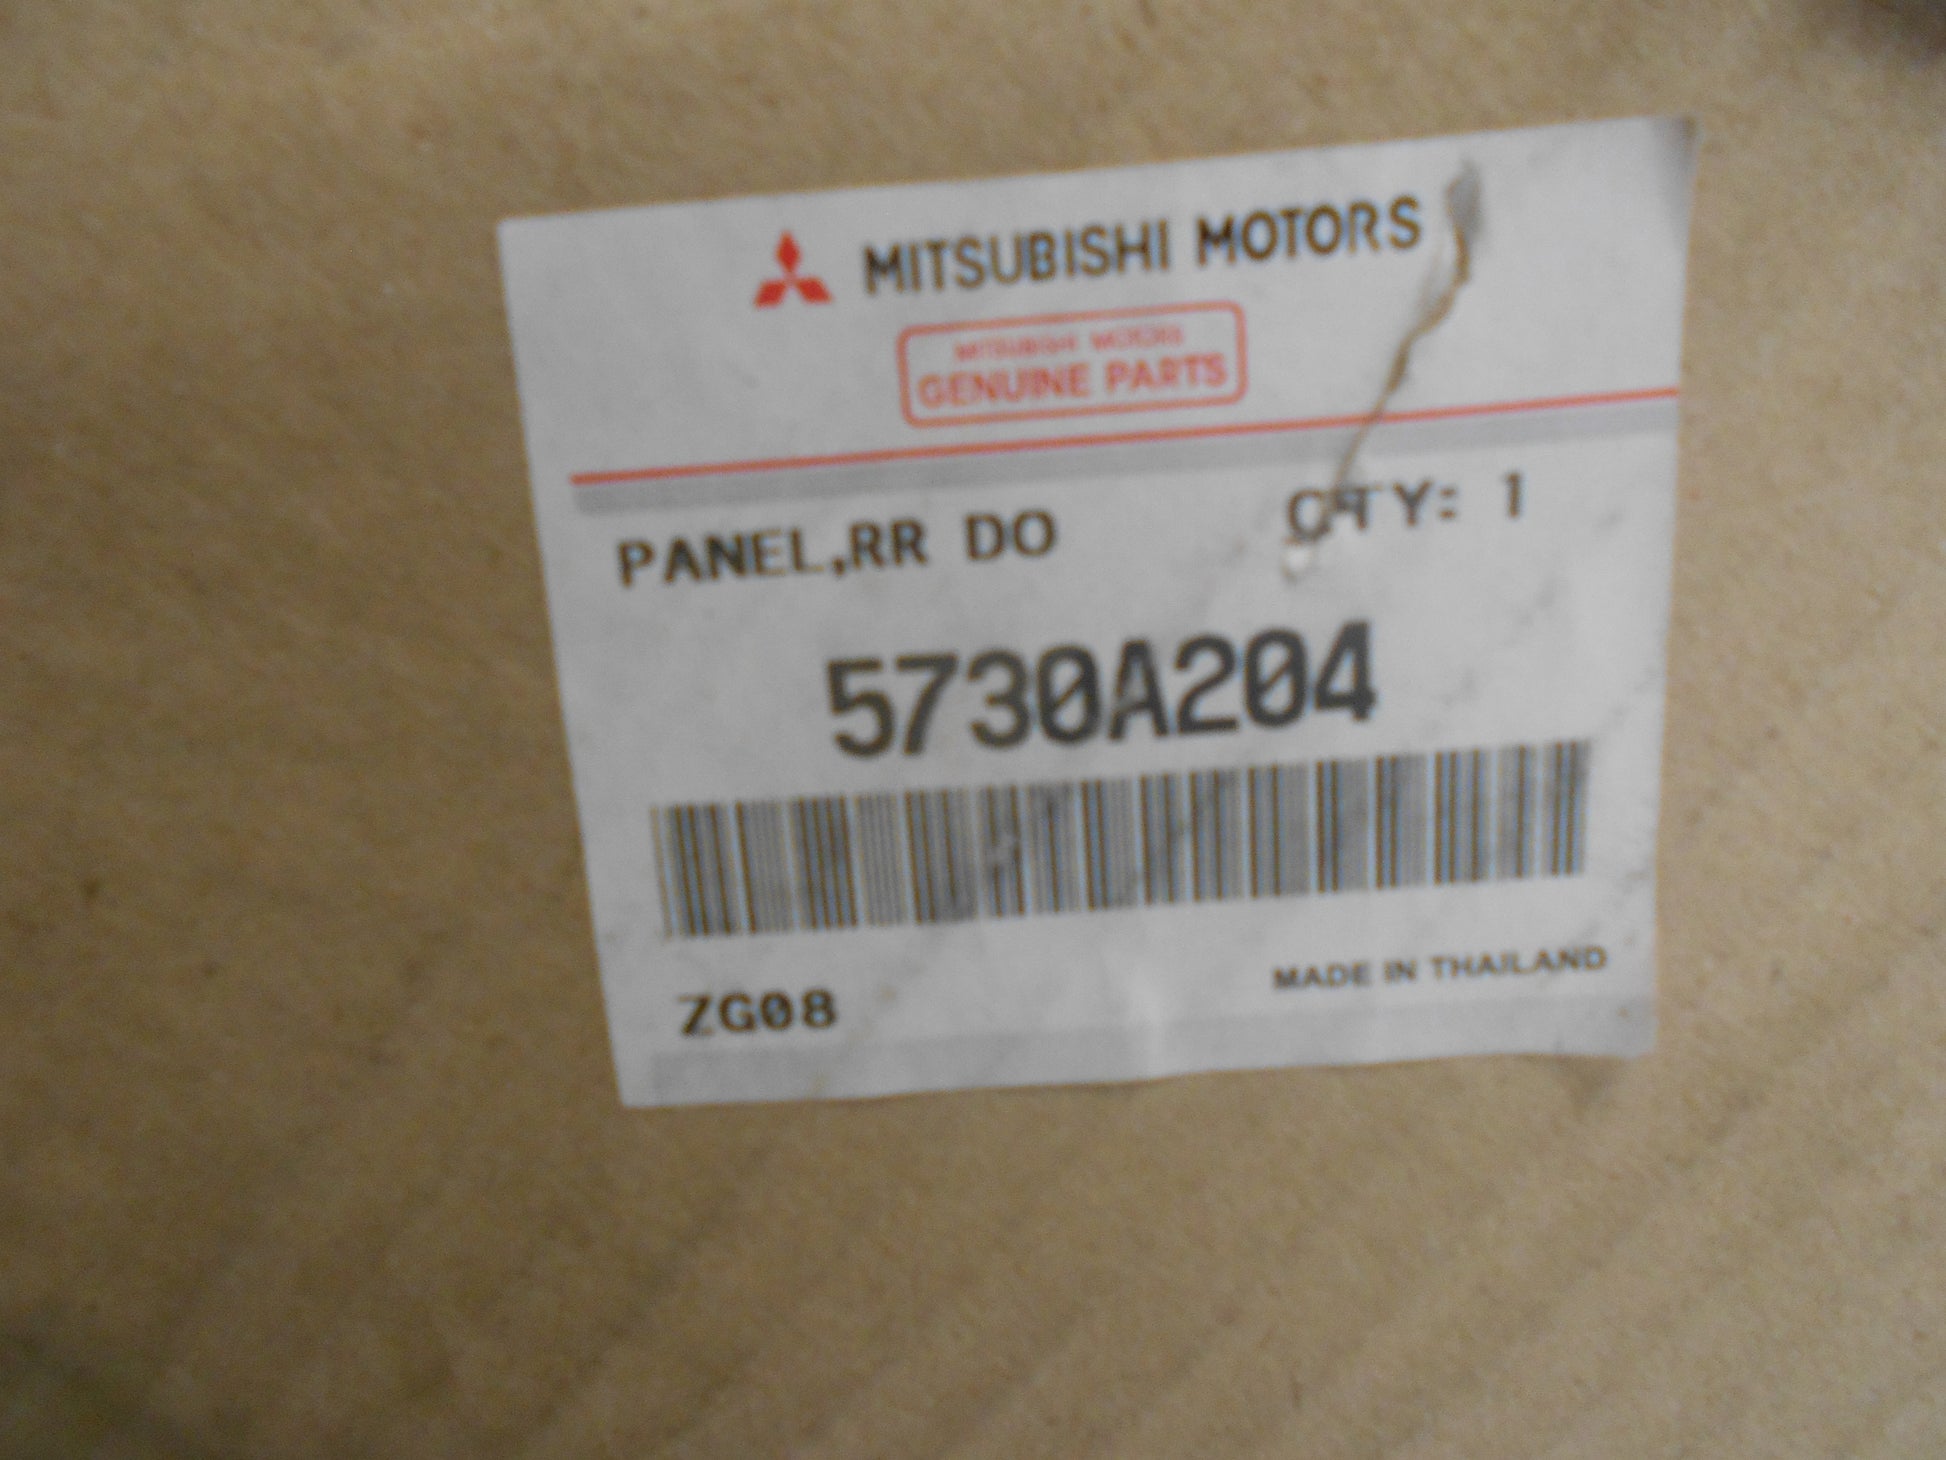 MITSUBISHI MOTORS
MITSUBISHI MOTORS
GENUINE PARTS
PANEL,RR DO QTY: 1
5730A204
ZG08 MADE IN THAILAND